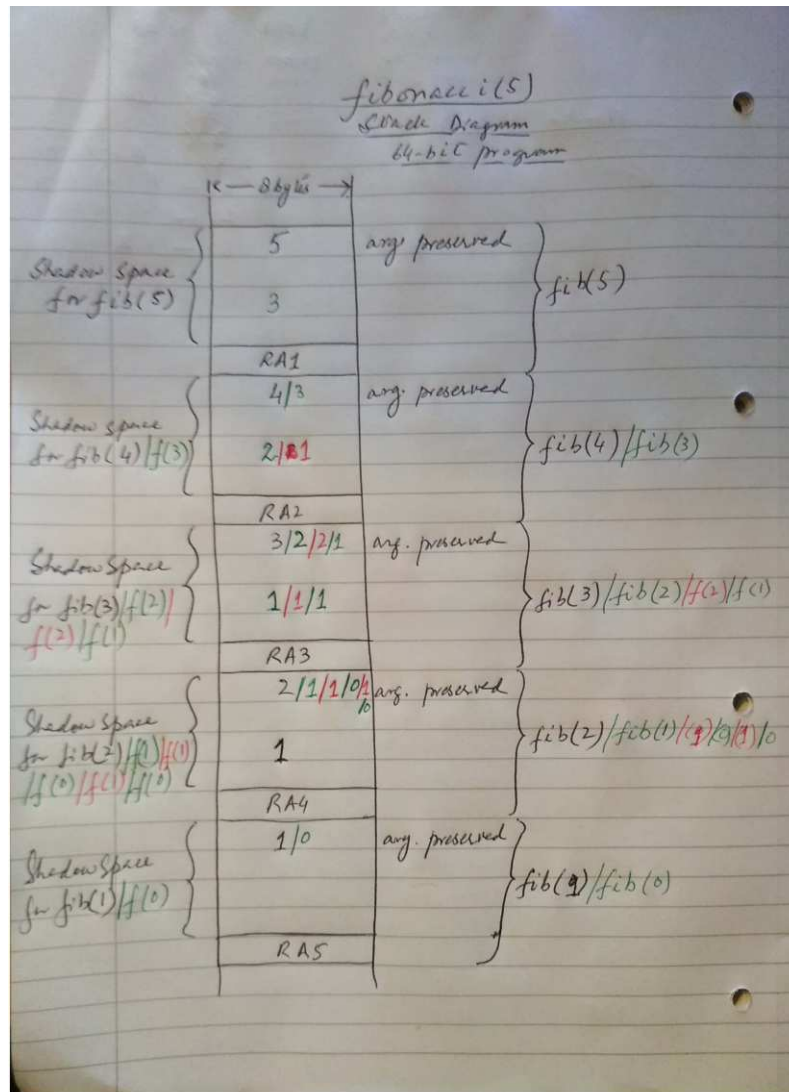 fibonacci(5)
Stack Diagram
64-bit program
8bytes
5 arg. preserved
Shadow Space
for fib(5)
3
fib(5)
RA1
4/3 arg. preserved
Shadow space
for fib(4)/f(3)
2/1
fib(4)/fib(3)
RA2
3/2/2/1 arg. preserved
Shadow Space
for fib(3)/f(2)/
f(2)/f(1)
1/1/1
fib(3)/fib(2)/f(2)/f(1)
RA3
2/1/1/0/1/0 arg. preserved
Shadow Space
for fib(2)/f(1)/f(1)
/f(0)/f(1)/f(0)
1
fib(2)/fib(1)/(1)/(0)/(1)/0
RA4
1/0 arg. preserved
Shadow Space
for fib(1)/f(0)
fib(1)/fib(0)
RA5